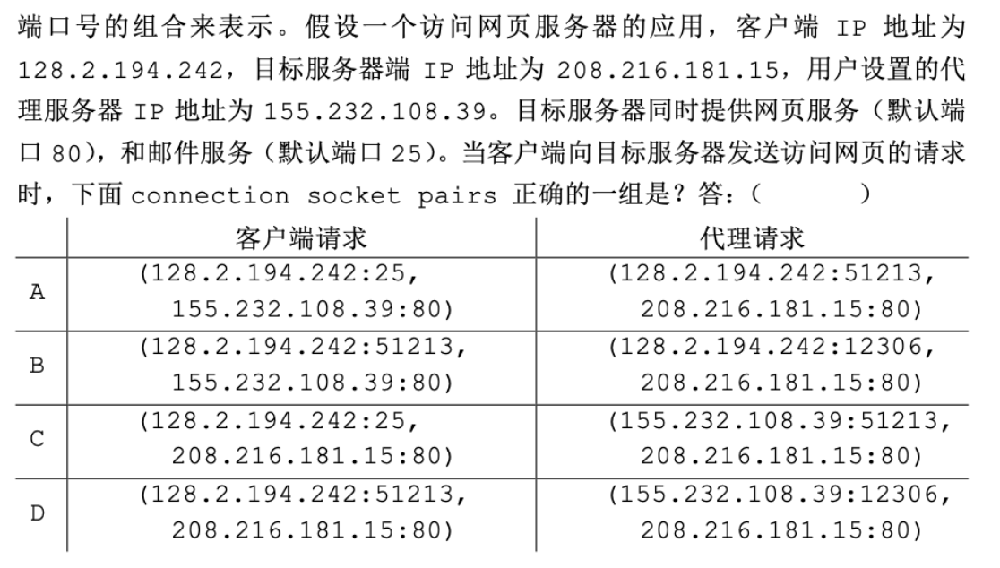 端口号的组合来表示。假设一个访问网页服务器的应用，客户端 IP 地址为
128.2.194.242，目标服务器端 IP 地址为 208.216.181.15，用户设置的代
理服务器 IP 地址为 155.232.108.39。目标服务器同时提供网页服务（默认端
口 80），和邮件服务（默认端口 25）。当客户端向目标服务器发送访问网页的请求
时，下面 connection socket pairs 正确的一组是？答：（ ）
客户端请求 代理请求
A (128.2.194.242:25, (128.2.194.242:51213,
155.232.108.39:80) 208.216.181.15:80)
B (128.2.194.242:51213, (128.2.194.242:12306,
155.232.108.39:80) 208.216.181.15:80)
C (128.2.194.242:25, (155.232.108.39:51213,
208.216.181.15:80) 208.216.181.15:80)
D (128.2.194.242:51213, (155.232.108.39:12306,
208.216.181.15:80) 208.216.181.15:80)